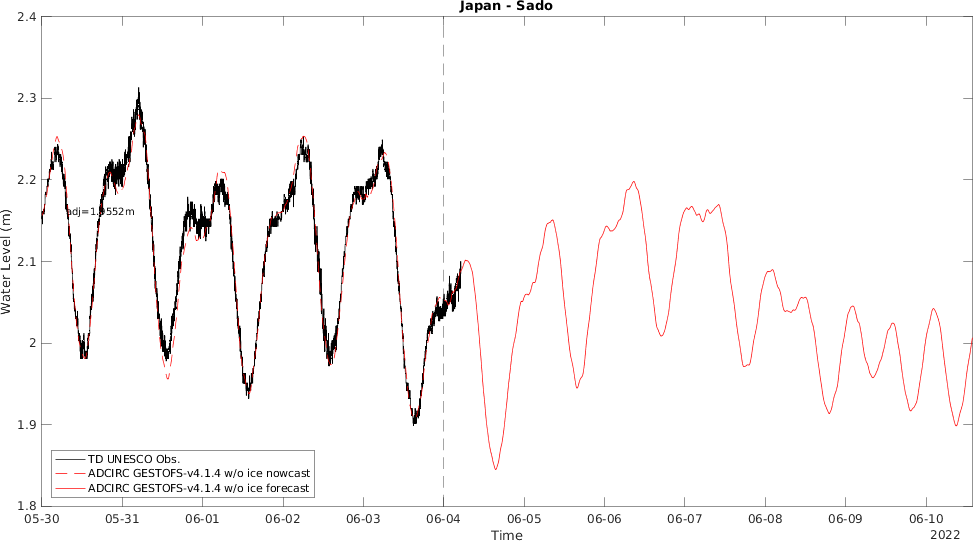 Japan - Sado
2.4
2.3
2.2
2.1
2
1.9
1.8
Water Level (m)
adj=1.9552m
TD UNESCO Obs.
ADCIRC GESTOFS-v4.1.4 w/o ice nowcast
ADCIRC GESTOFS-v4.1.4 w/o ice forecast
05-30 05-31 06-01 06-02 06-03 06-04 06-05 06-06 06-07 06-08 06-09 06-10
Time
2022